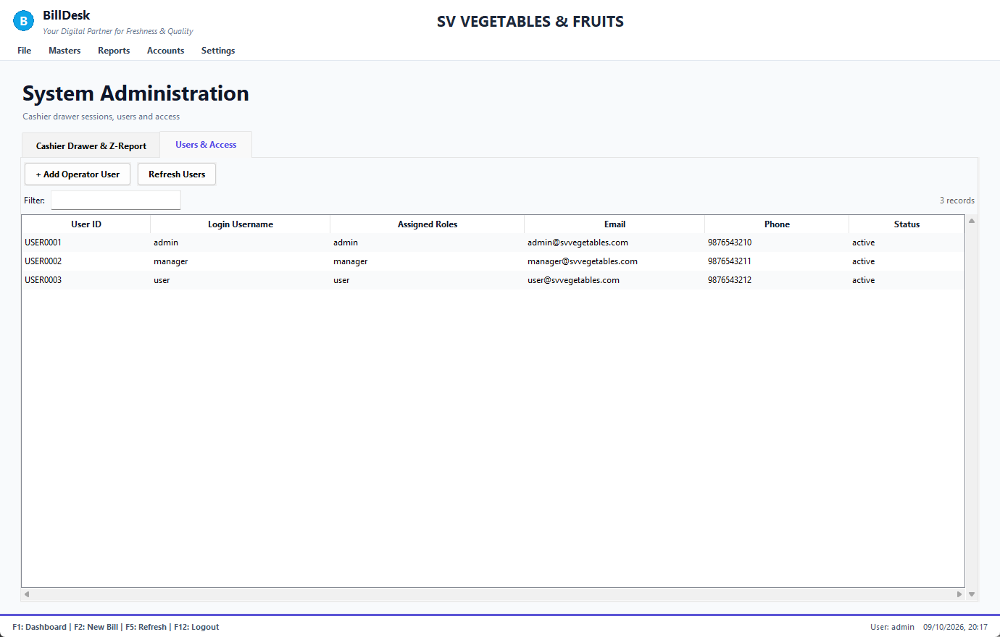 B
BillDesk
Your Digital Partner for Freshness & Quality
SV VEGETABLES & FRUITS
File Masters Reports Accounts Settings
System Administration
Cashier drawer sessions, users and access
Cashier Drawer & Z-Report Users & Access
+ Add Operator User Refresh Users
Filter: 3 records
User ID Login Username Assigned Roles Email Phone Status
USER0001 admin admin admin@svvegetables.com 9876543210 active
USER0002 manager manager manager@svvegetables.com 9876543211 active
USER0003 user user user@svvegetables.com 9876543212 active
F1: Dashboard | F2: New Bill | F5: Refresh | F12: Logout User: admin 09/10/2026, 20:17